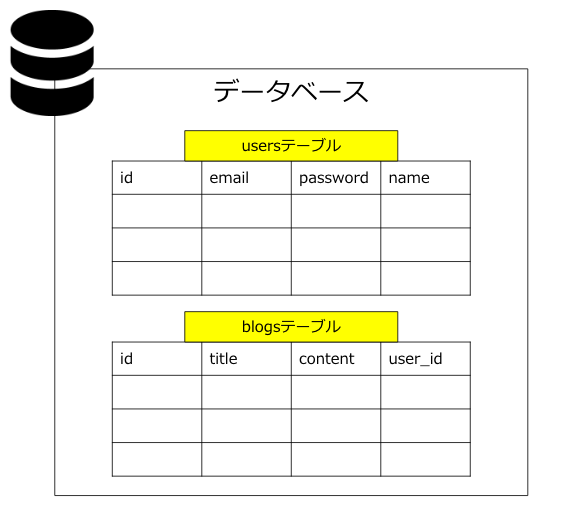 データベース
usersテーブル
id email password name
blogsテーブル
id title content user_id